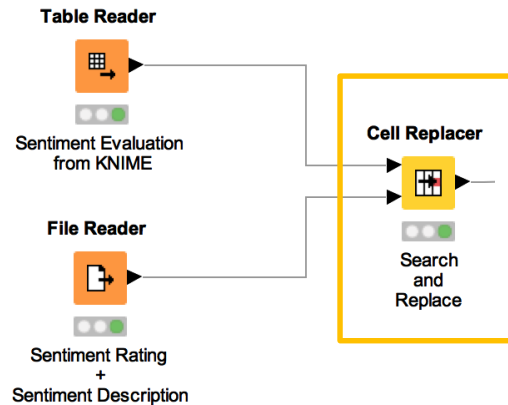 Table Reader
Sentiment Evaluation
from KNIME
Cell Replacer
Search
and
Replace
File Reader
Sentiment Rating
+
Sentiment Description